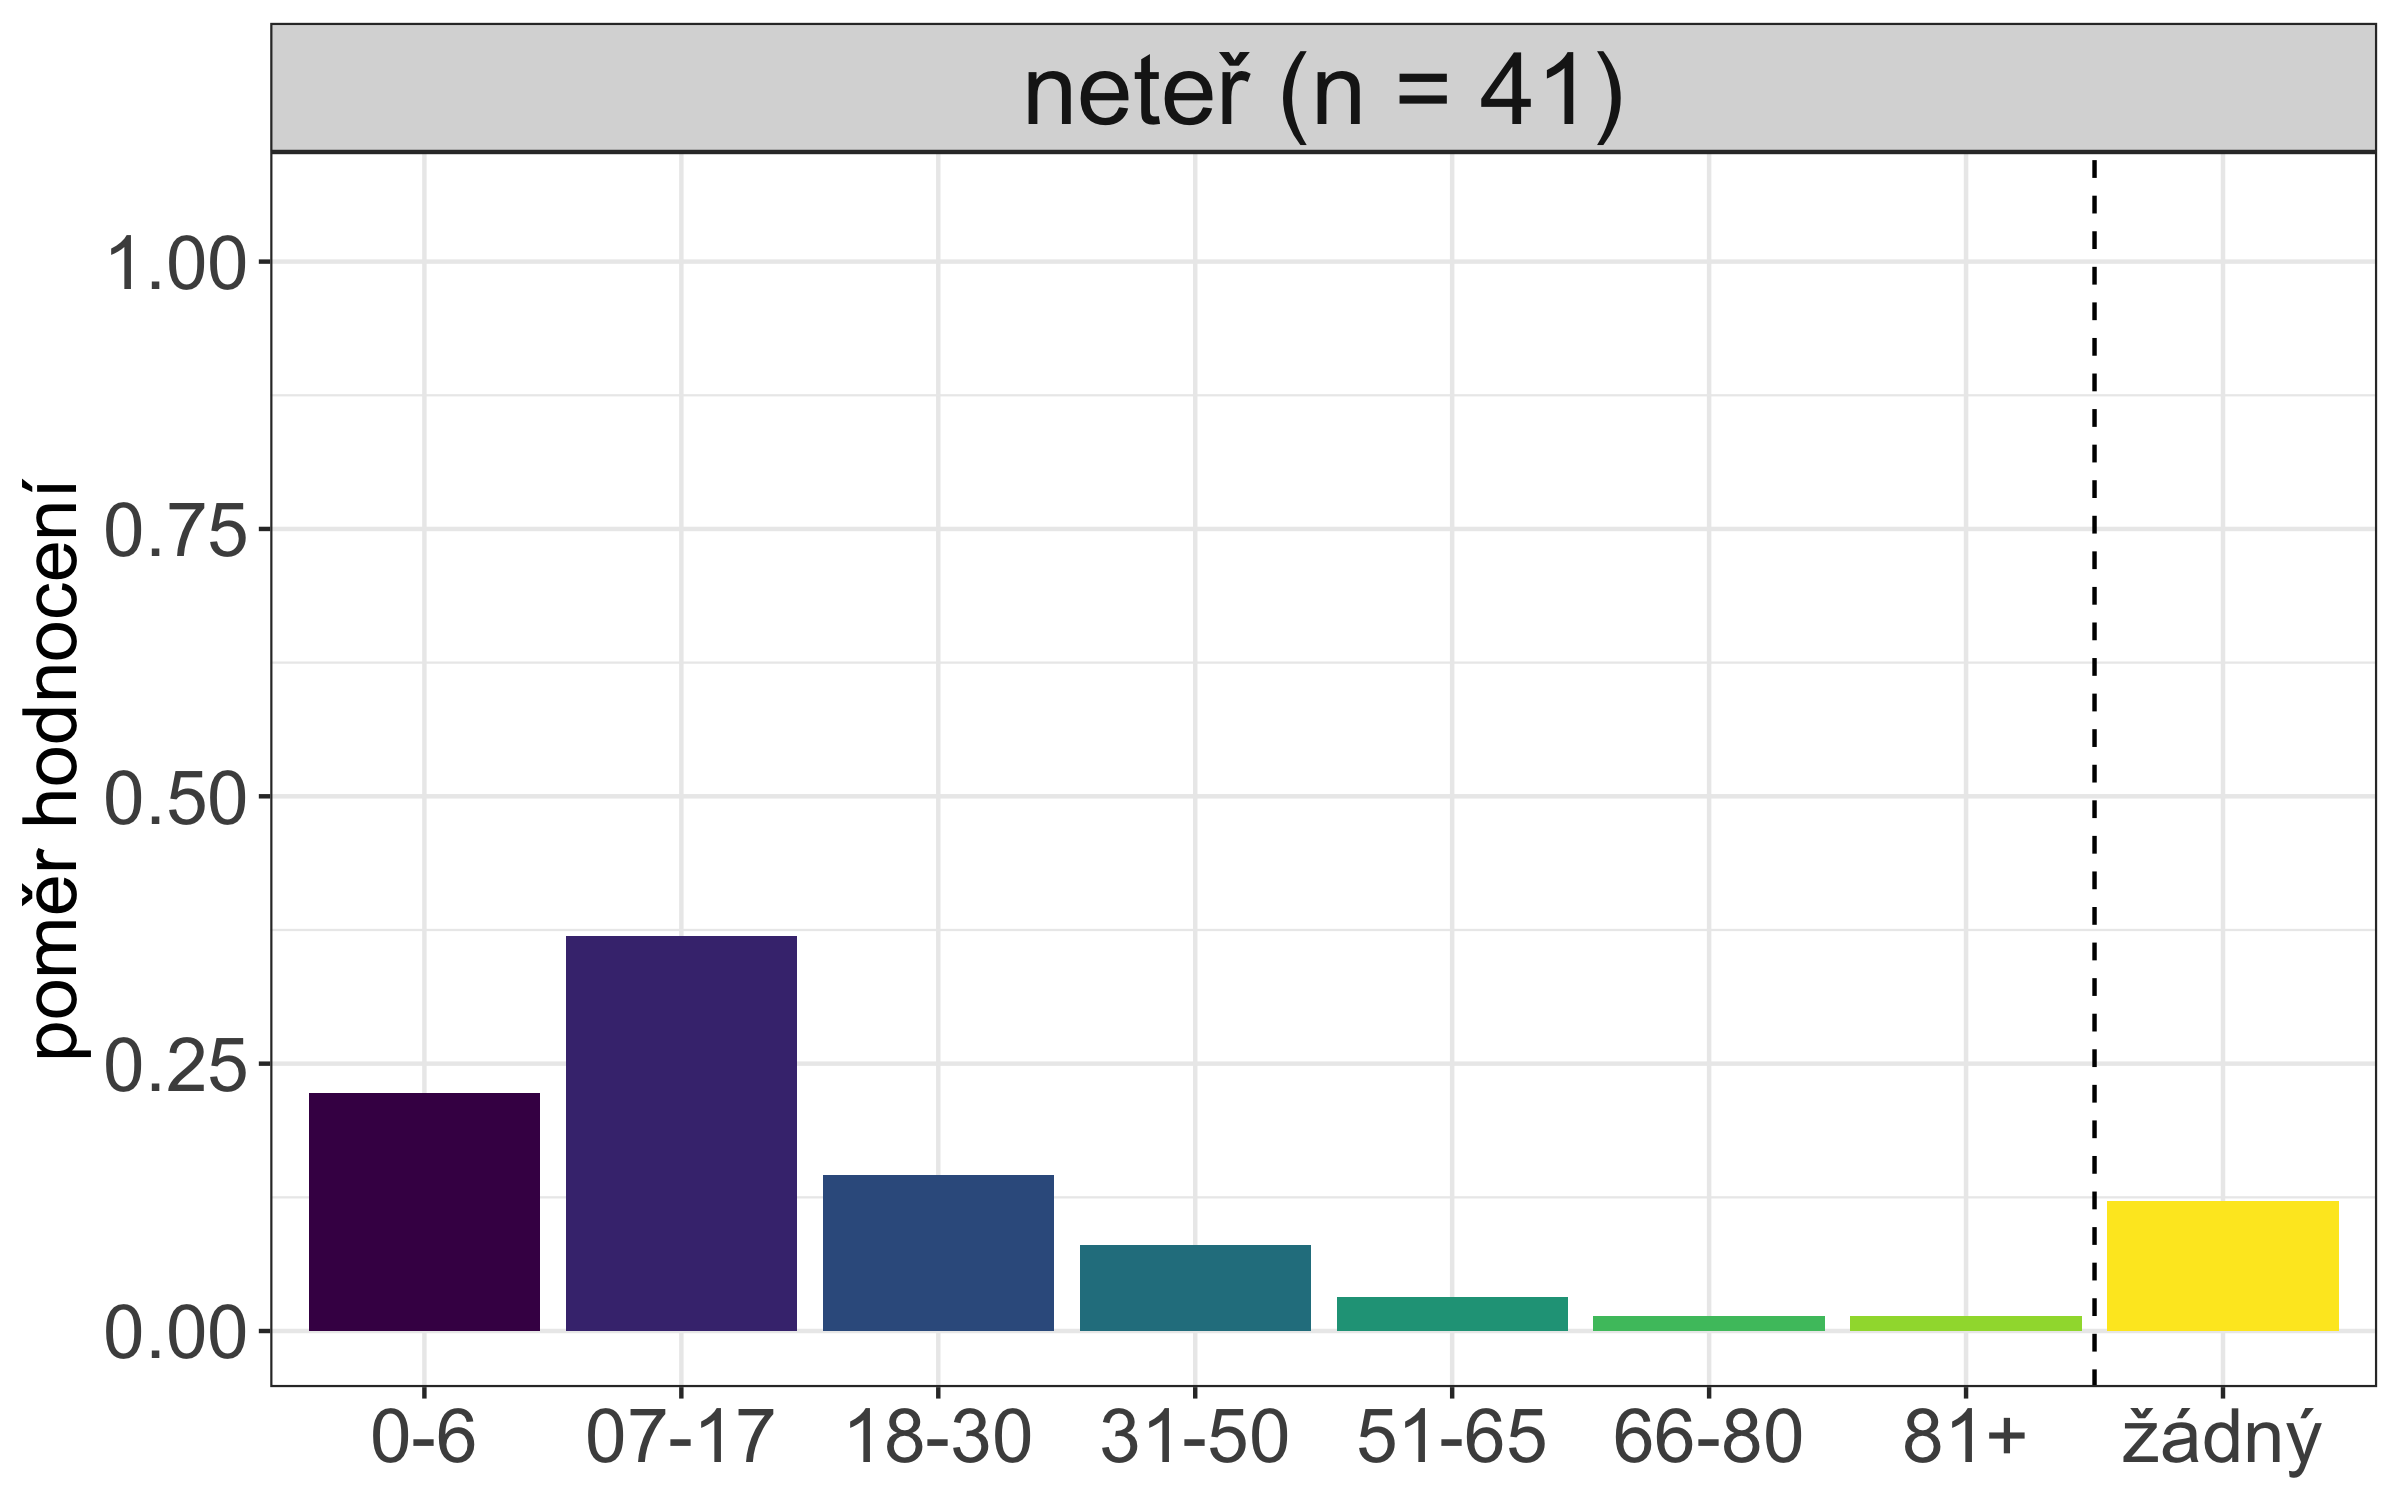 neteř (n = 41)
poměr hodnocení
1.00
0.75
0.50
0.25
0.00
0-6 07-17 18-30 31-50 51-65 66-80 81+ žádný